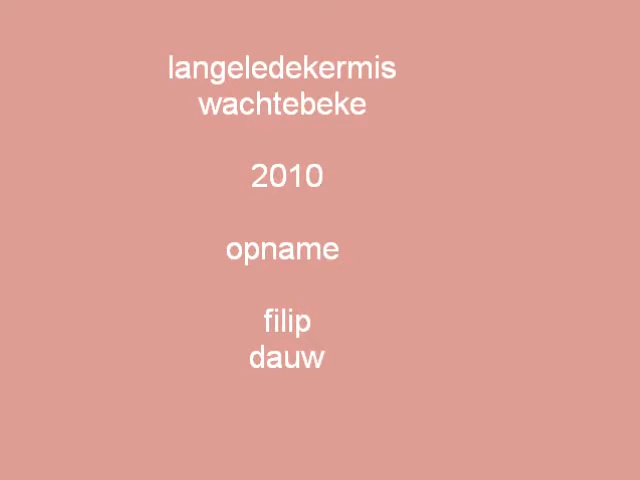 langeledekermis
wachtebeke
2010
opname
filip
dauw